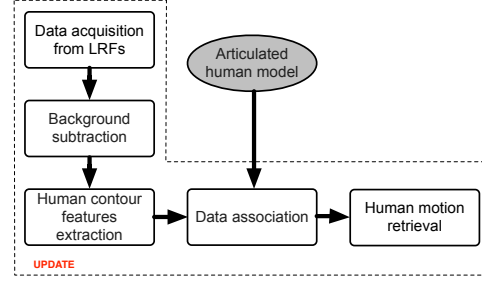 Data acquisition
from LRFs
Articulated
human model
Background
subtraction
Human contour
features
extraction
Data association
Human motion
retrieval
UPDATE